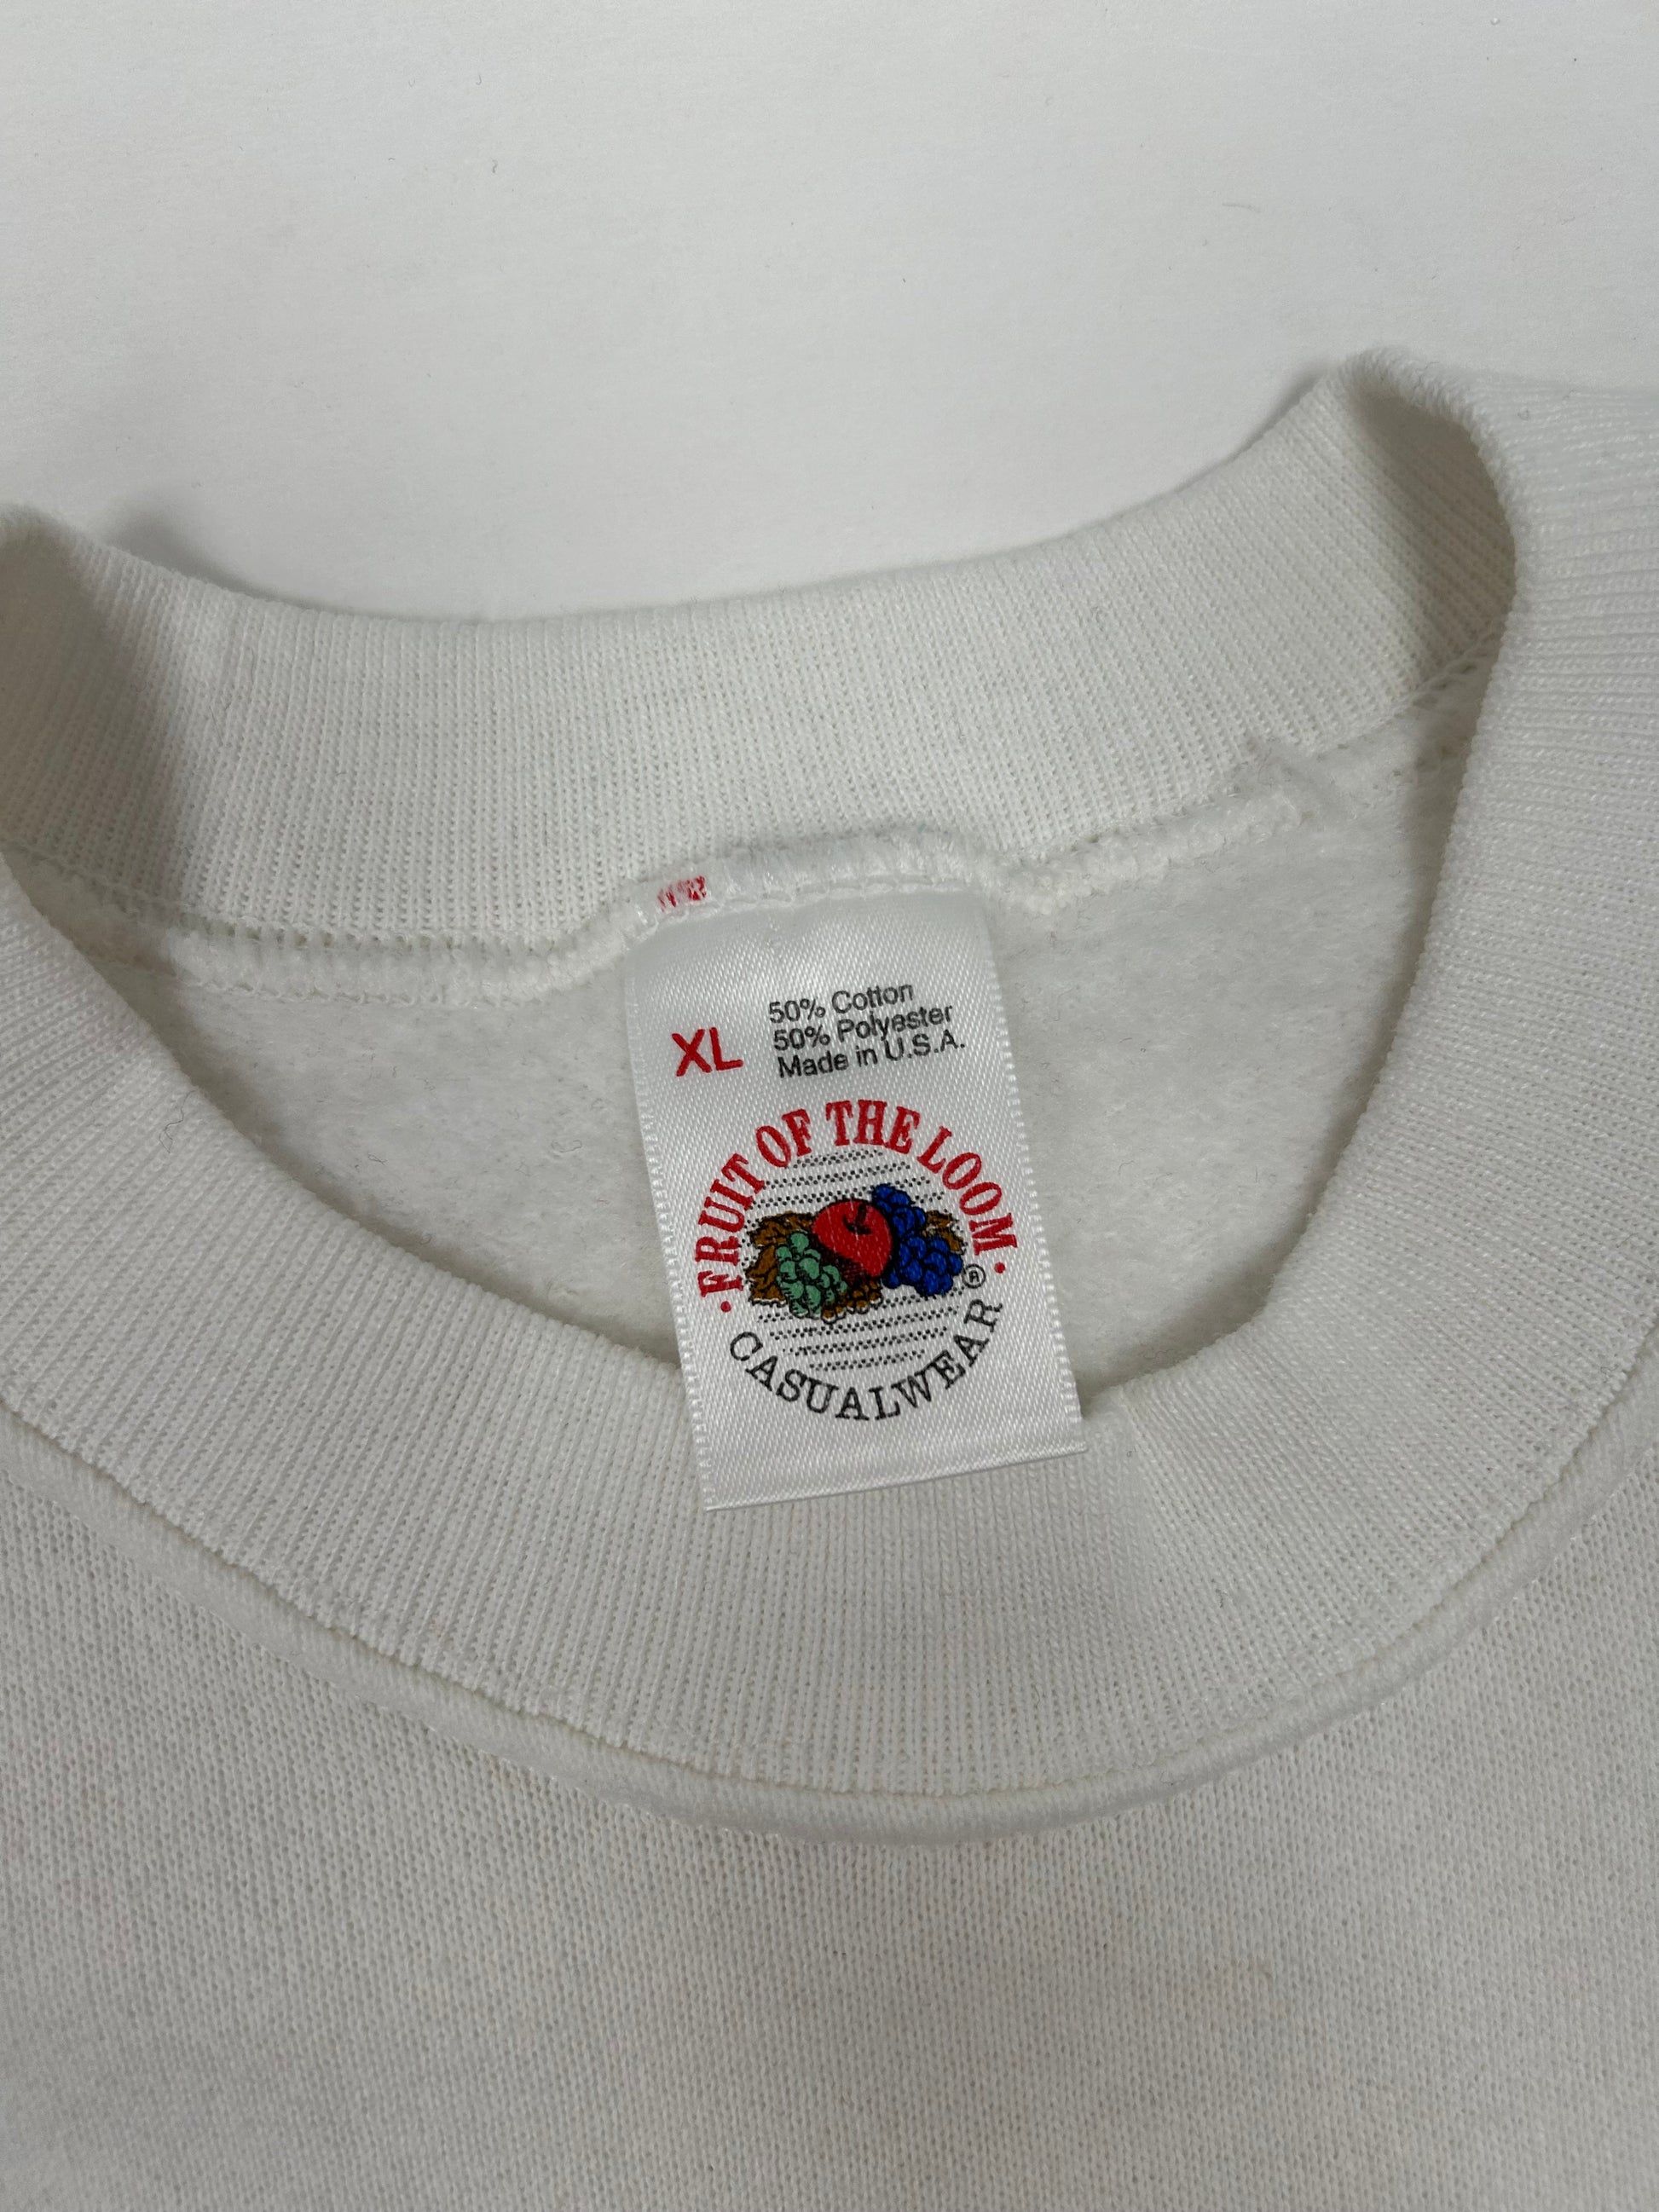 XL
50% Cotton
50% Polyester
Made in U.S.A.
·FRUIT OF THE LOOM·
®
CASUALWEAR